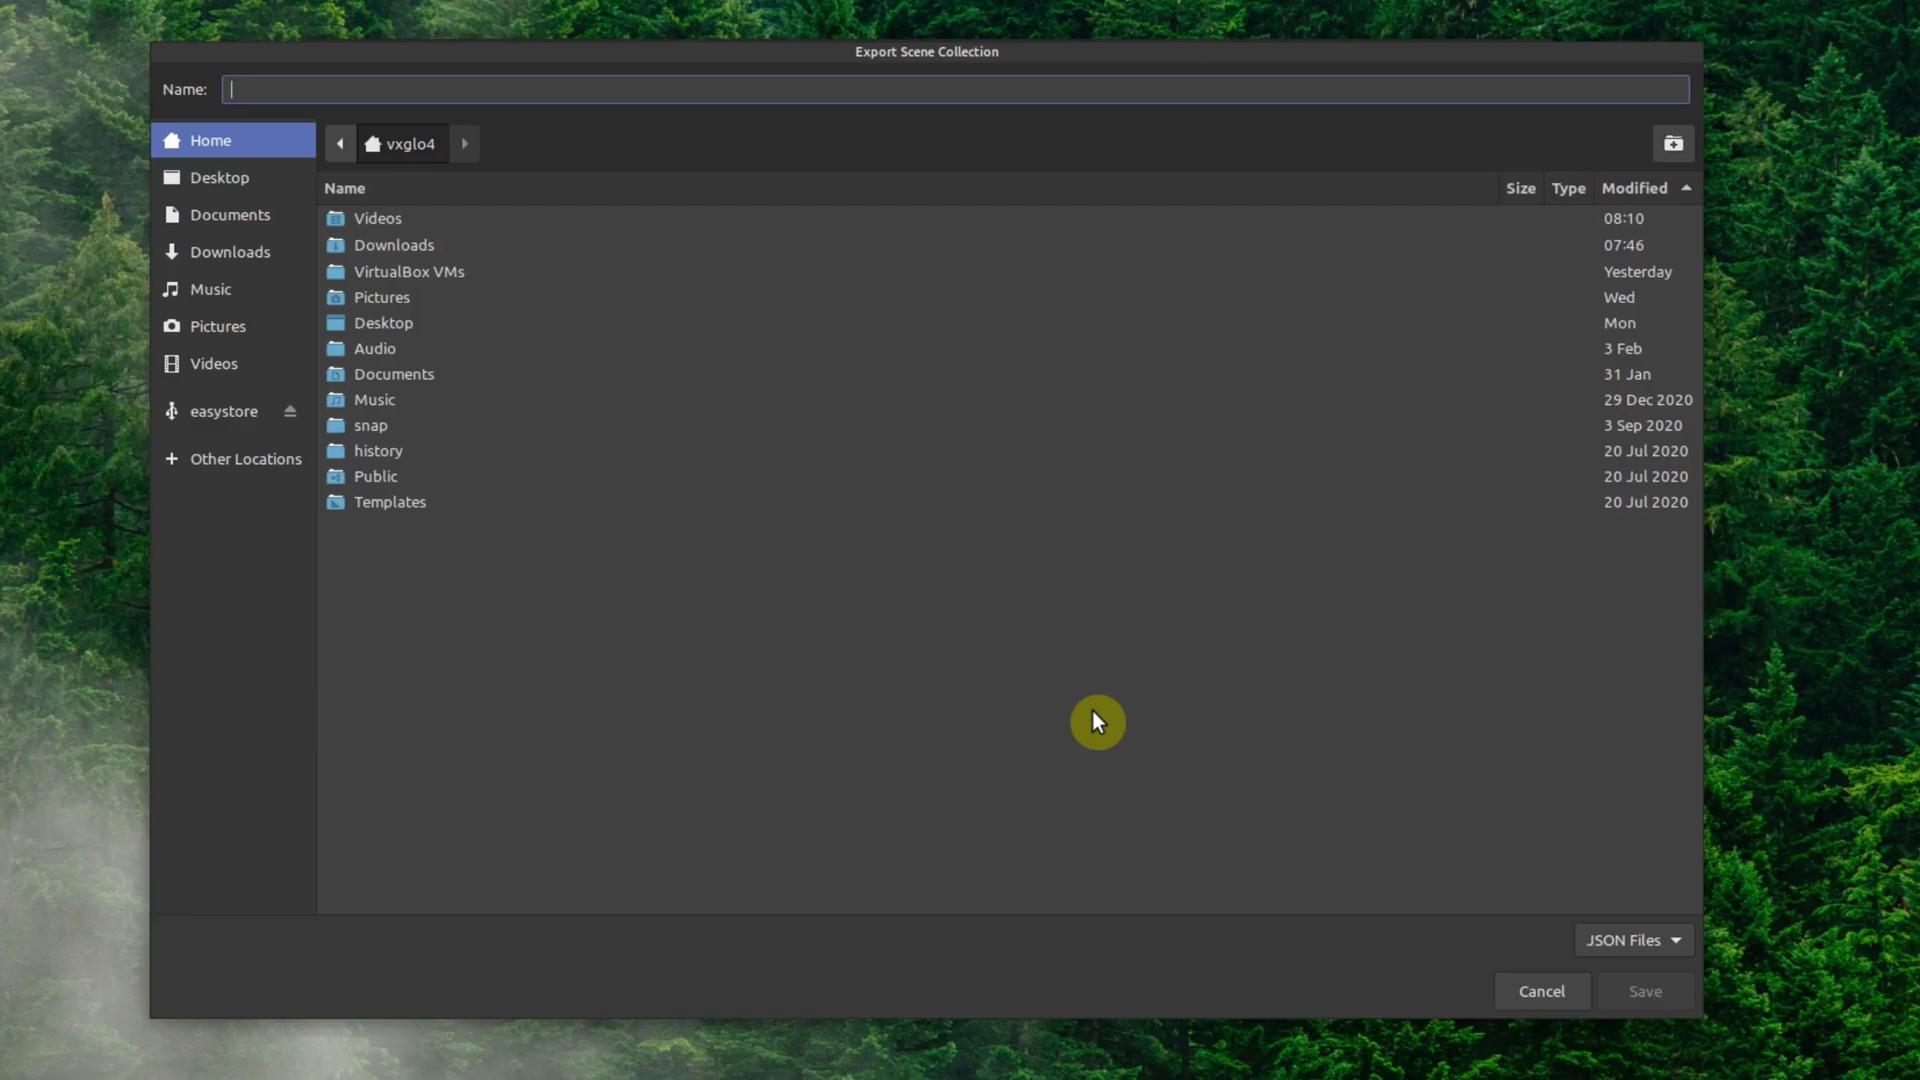 Export Scene Collection
Name:
Home
Desktop
Documents
Downloads
Music
Pictures
Videos
easystore
Other Locations
vxglo4
Name Size Type Modified
Videos 08:10
Downloads 07:46
VirtualBox VMs Yesterday
Pictures Wed
Desktop Mon
Audio 3 Feb
Documents 31 Jan
Music 29 Dec 2020
snap 3 Sep 2020
history 20 Jul 2020
Public 20 Jul 2020
Templates 20 Jul 2020
JSON Files
Cancel Save